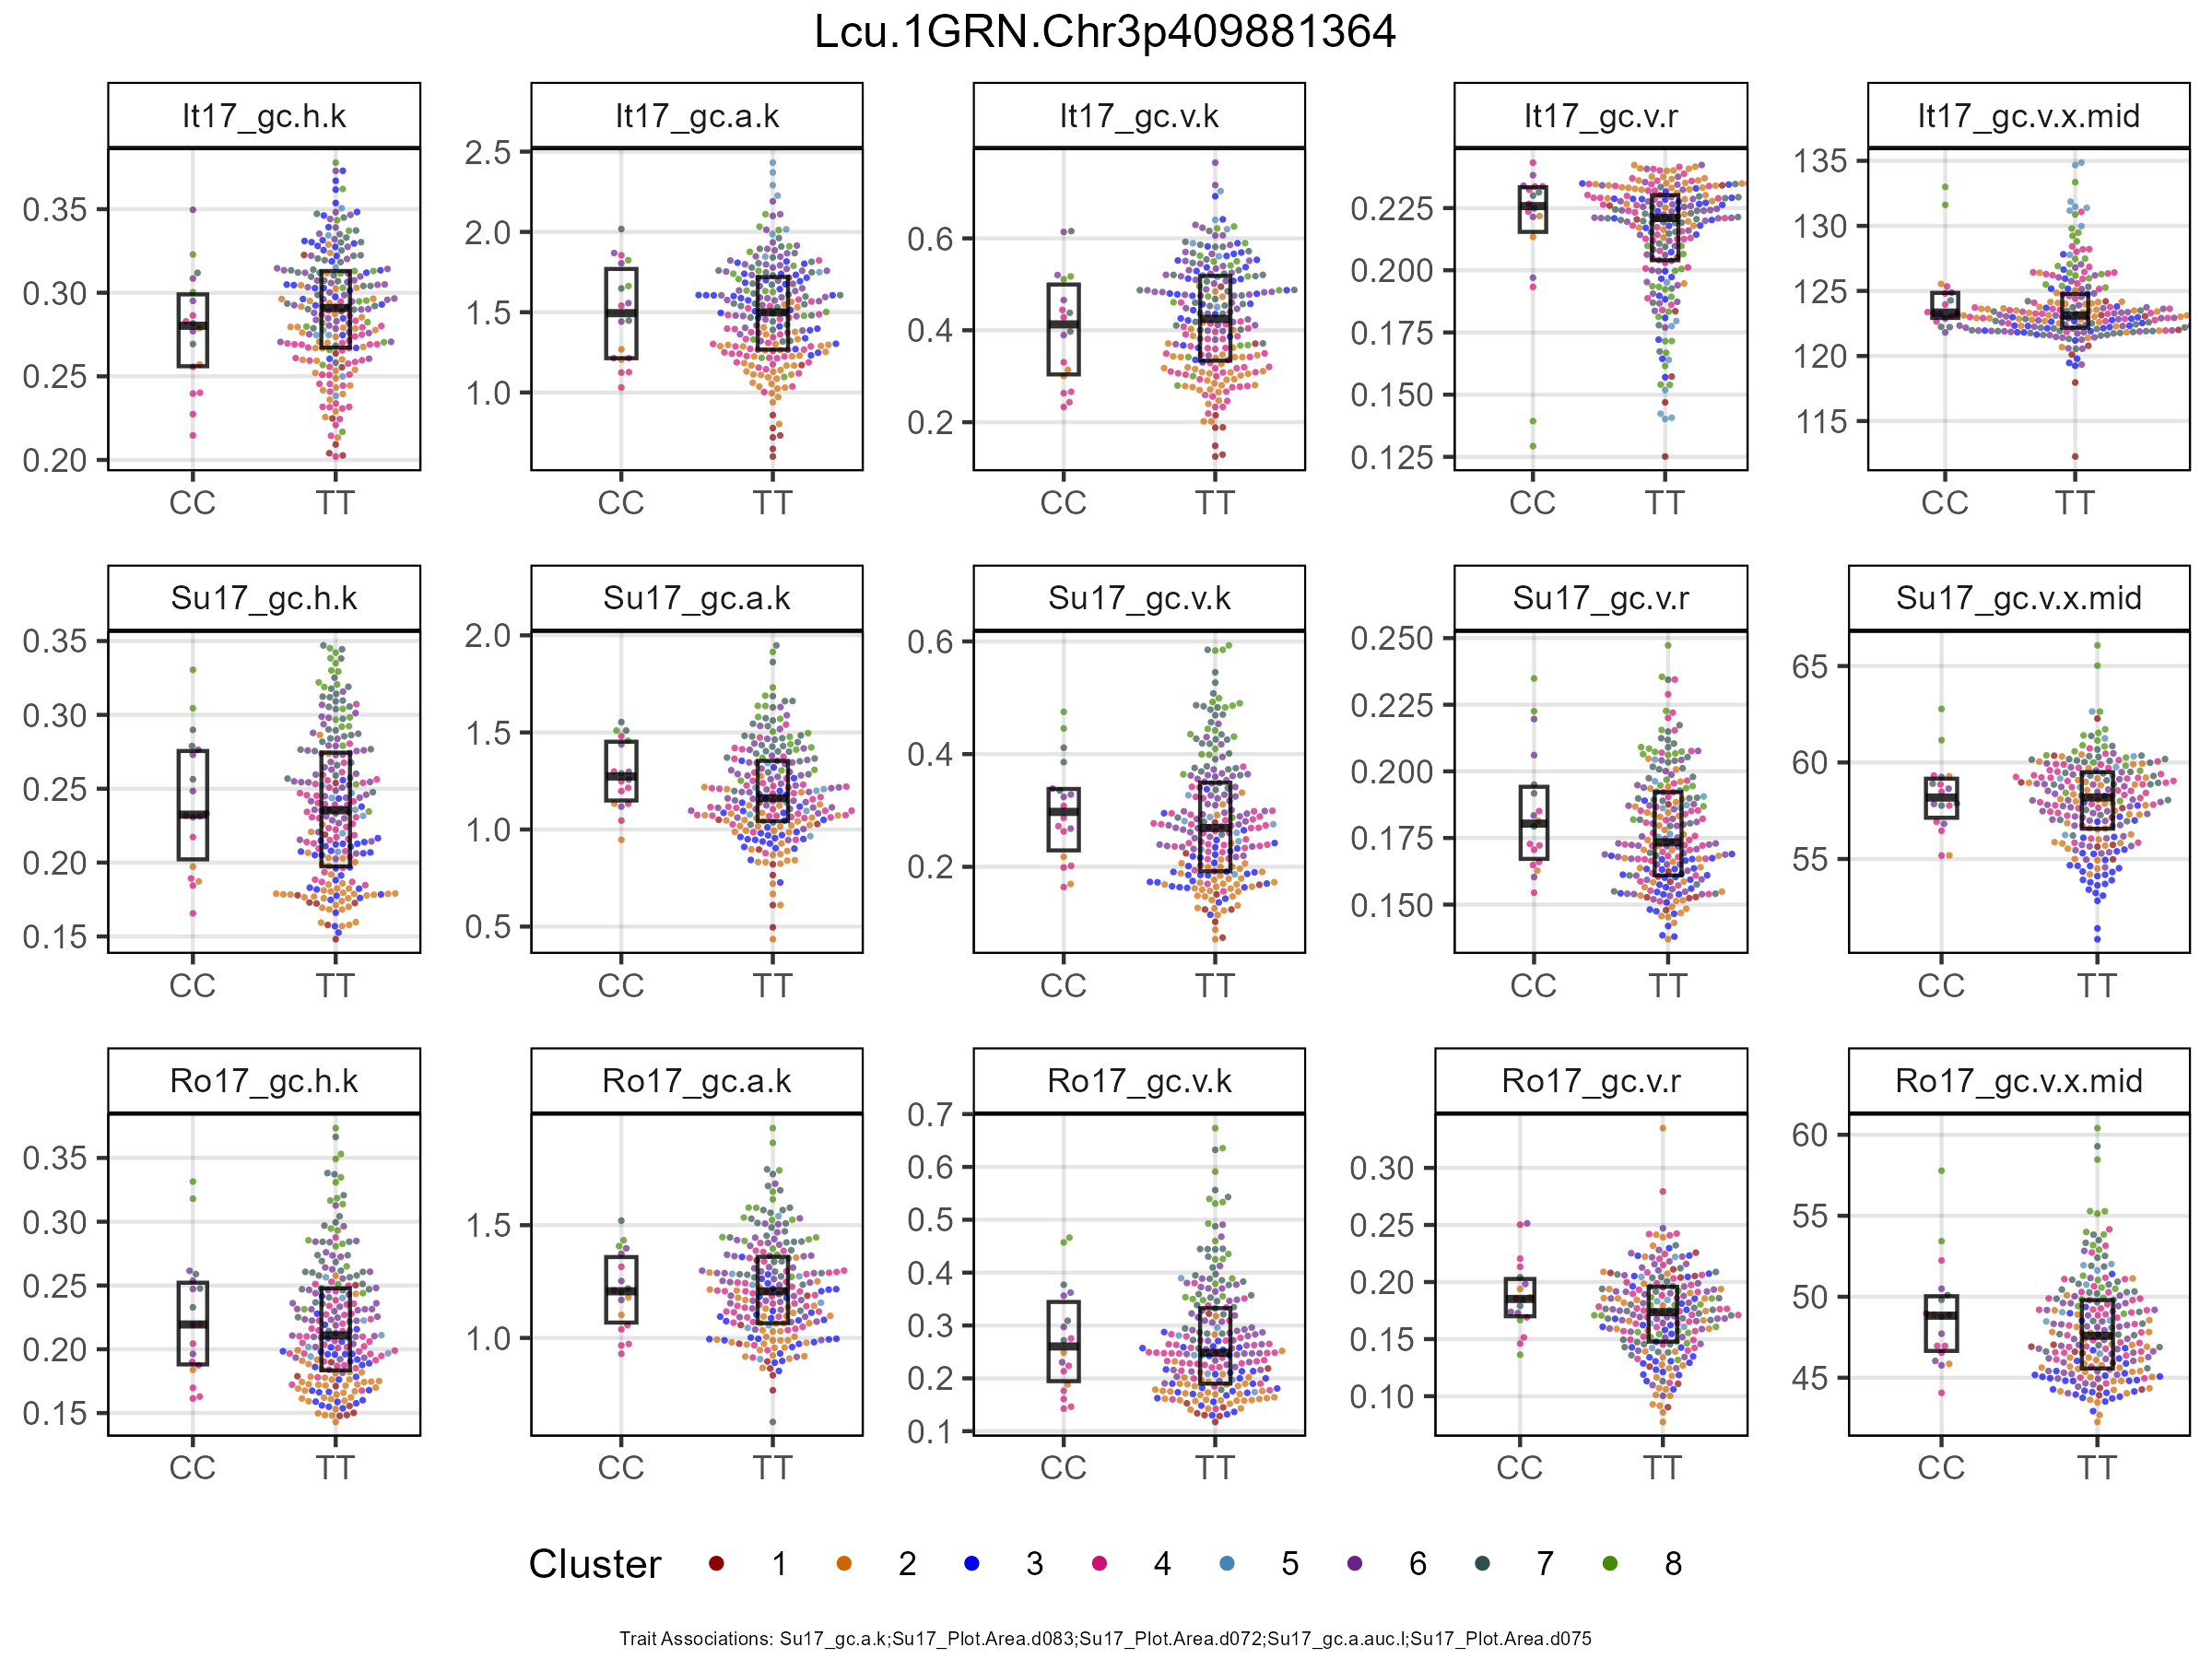 Lcu.1GRN.Chr3p409881364
It17_gc.h.k It17_gc.a.k It17_gc.v.k It17_gc.v.r It17_gc.v.x.mid
0.35 0.30 0.25 0.20
2.5 2.0 1.5 1.0
0.6 0.4 0.2
0.225 0.200 0.175 0.150 0.125
135 130 125 120 115
CC TT CC TT CC TT CC TT CC TT
Su17_gc.h.k Su17_gc.a.k Su17_gc.v.k Su17_gc.v.r Su17_gc.v.x.mid
0.35 0.30 0.25 0.20 0.15
2.0 1.5 1.0 0.5
0.6 0.4 0.2
0.250 0.225 0.200 0.175 0.150
65 60 55
CC TT CC TT CC TT CC TT CC TT
Ro17_gc.h.k Ro17_gc.a.k Ro17_gc.v.k Ro17_gc.v.r Ro17_gc.v.x.mid
0.35 0.30 0.25 0.20 0.15
1.5 1.0
0.7 0.6 0.5 0.4 0.3 0.2 0.1
0.30 0.25 0.20 0.15 0.10
60 55 50 45
CC TT CC TT CC TT CC TT CC TT
Cluster 1 2 3 4 5 6 7 8
Trait Associations: Su17_gc.a.k;Su17_Plot.Area.d083;Su17_Plot.Area.d072;Su17_gc.a.auc.l;Su17_Plot.Area.d075